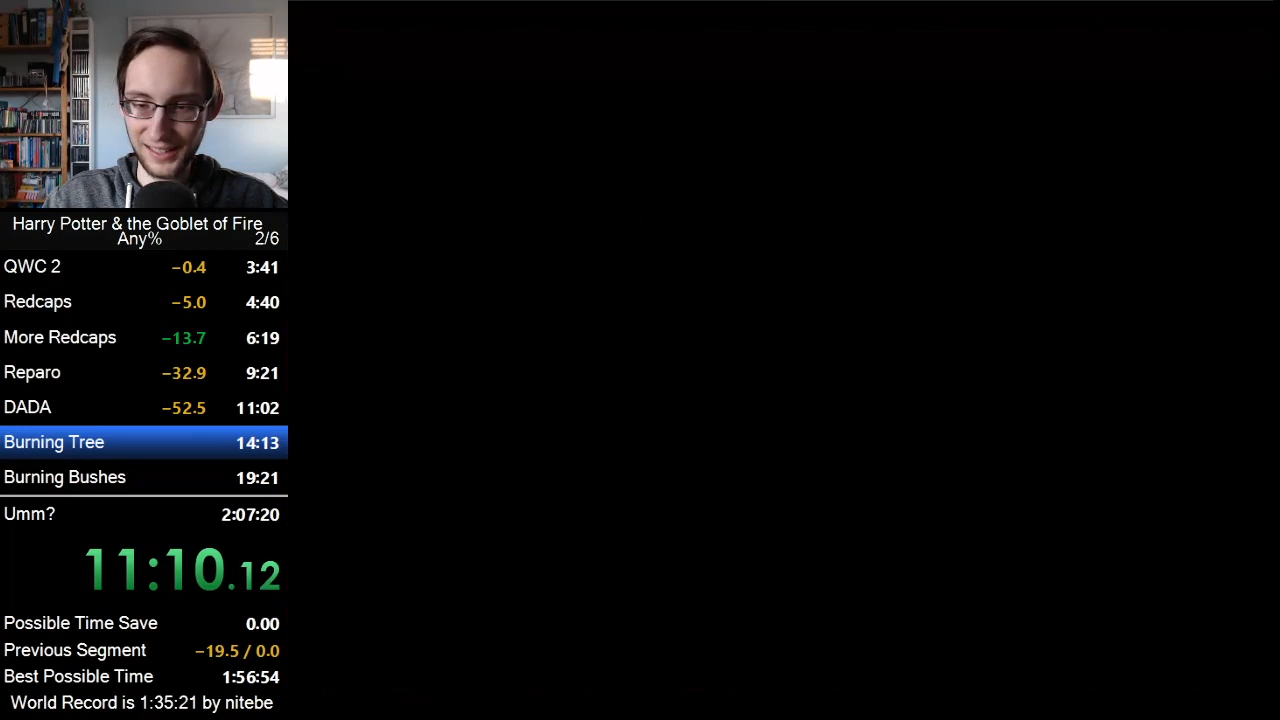 Harry Potter & the Goblet of Fire
Any% 2/6
QWC 2 −0.4 3:41
Redcaps −5.0 4:40
More Redcaps −13.7 6:19
Reparo −32.9 9:21
DADA −52.5 11:02
Burning Tree 14:13
Burning Bushes 19:21
Umm? 2:07:20
11:10.12
Possible Time Save 0.00
Previous Segment −19.5 / 0.0
Best Possible Time 1:56:54
World Record is 1:35:21 by nitebe